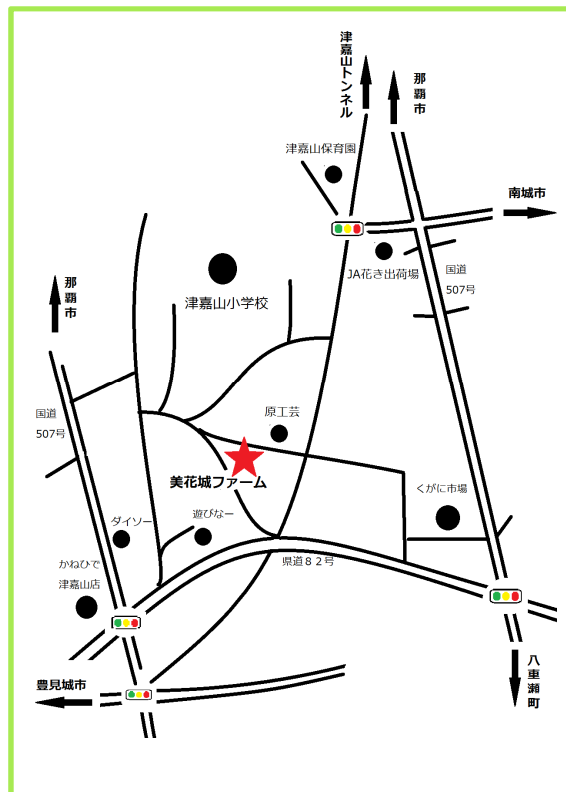 津嘉山トンネル
那覇市
津嘉山保育園
南城市
JA花き出荷場
国道
507号
津嘉山小学校
那覇市
国道
507号
原工芸
美花城ファーム
くがに市場
ダイソー
遊びなー
かねひで
津嘉山店
県道８２号
豊見城市
八重瀬町